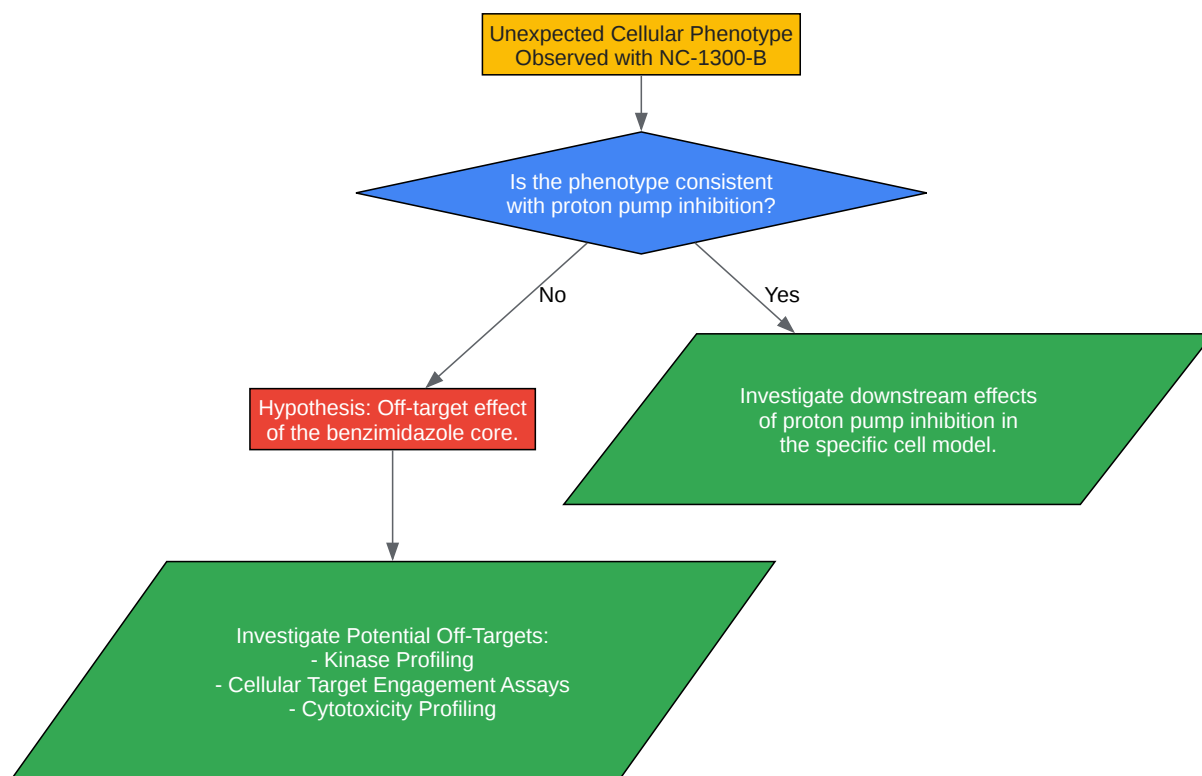 Unexpected Cellular Phenotype
Observed with NC-1300-B
Is the phenotype consistent
with proton pump inhibition?
No
Yes
Hypothesis: Off-target effect
of the benzimidazole core.
Investigate downstream effects
of proton pump inhibition in
the specific cell model.
Investigate Potential Off-Targets:
- Kinase Profiling
- Cellular Target Engagement Assays
- Cytotoxicity Profiling